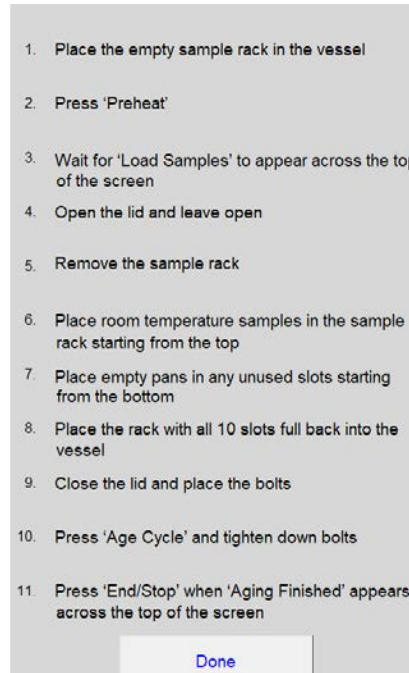 1. Place the empty sample rack in the vessel
2. Press 'Preheat'
3. Wait for 'Load Samples' to appear across the top
of the screen
4. Open the lid and leave open
5. Remove the sample rack
6. Place room temperature samples in the sample
rack starting from the top
7. Place empty pans in any unused slots starting
from the bottom
8. Place the rack with all 10 slots full back into the
vessel
9. Close the lid and place the bolts
10. Press 'Age Cycle' and tighten down bolts
11. Press 'End/Stop' when 'Aging Finished' appears
across the top of the screen
Done